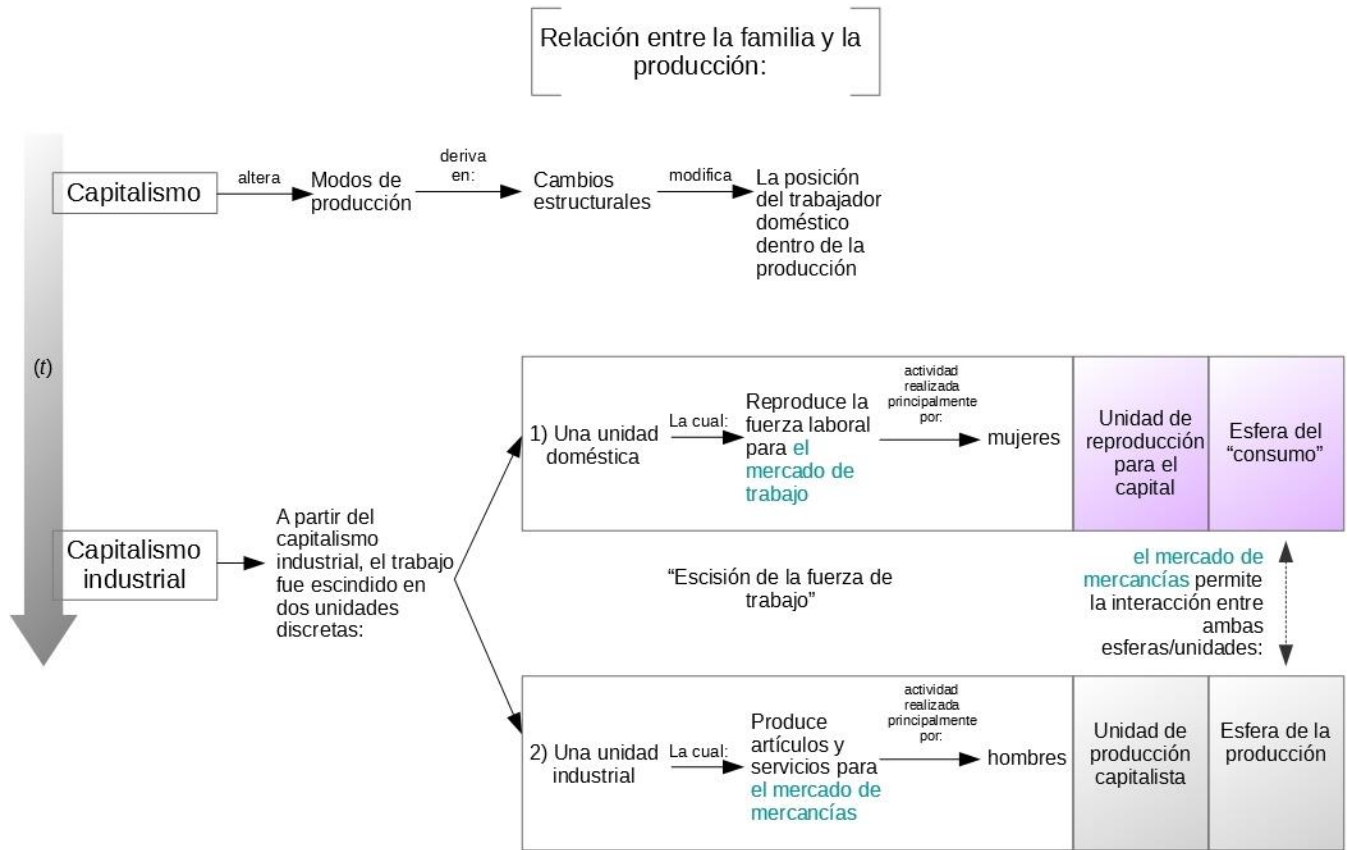 Relación entre la familia y la
producción:
Capitalismo
altera
Modos de
producción
deriva
en:
Cambios
estructurales
modifica
La posición
del trabajador
doméstico
dentro de la
producción
(t)
Capitalismo
industrial
A partir del
capitalismo
industrial, el trabajo
fue escindido en
dos unidades
discretas:
1) Una unidad
doméstica
La cual:
Reproduce la
fuerza laboral
para el
mercado de
trabajo
actividad
realizada
principalmente
por:
mujeres
Unidad de
reproducción
para el
capital
Esfera del
“consumo”
“Escisión de la fuerza de
trabajo”
el mercado de
mercancías permite
la interacción entre
ambas
esferas/unidades:
2) Una unidad
industrial
La cual:
Produce
artículos y
servicios para
el mercado de
mercancías
actividad
realizada
principalmente
por:
hombres
Unidad de
producción
capitalista
Esfera de la
producción